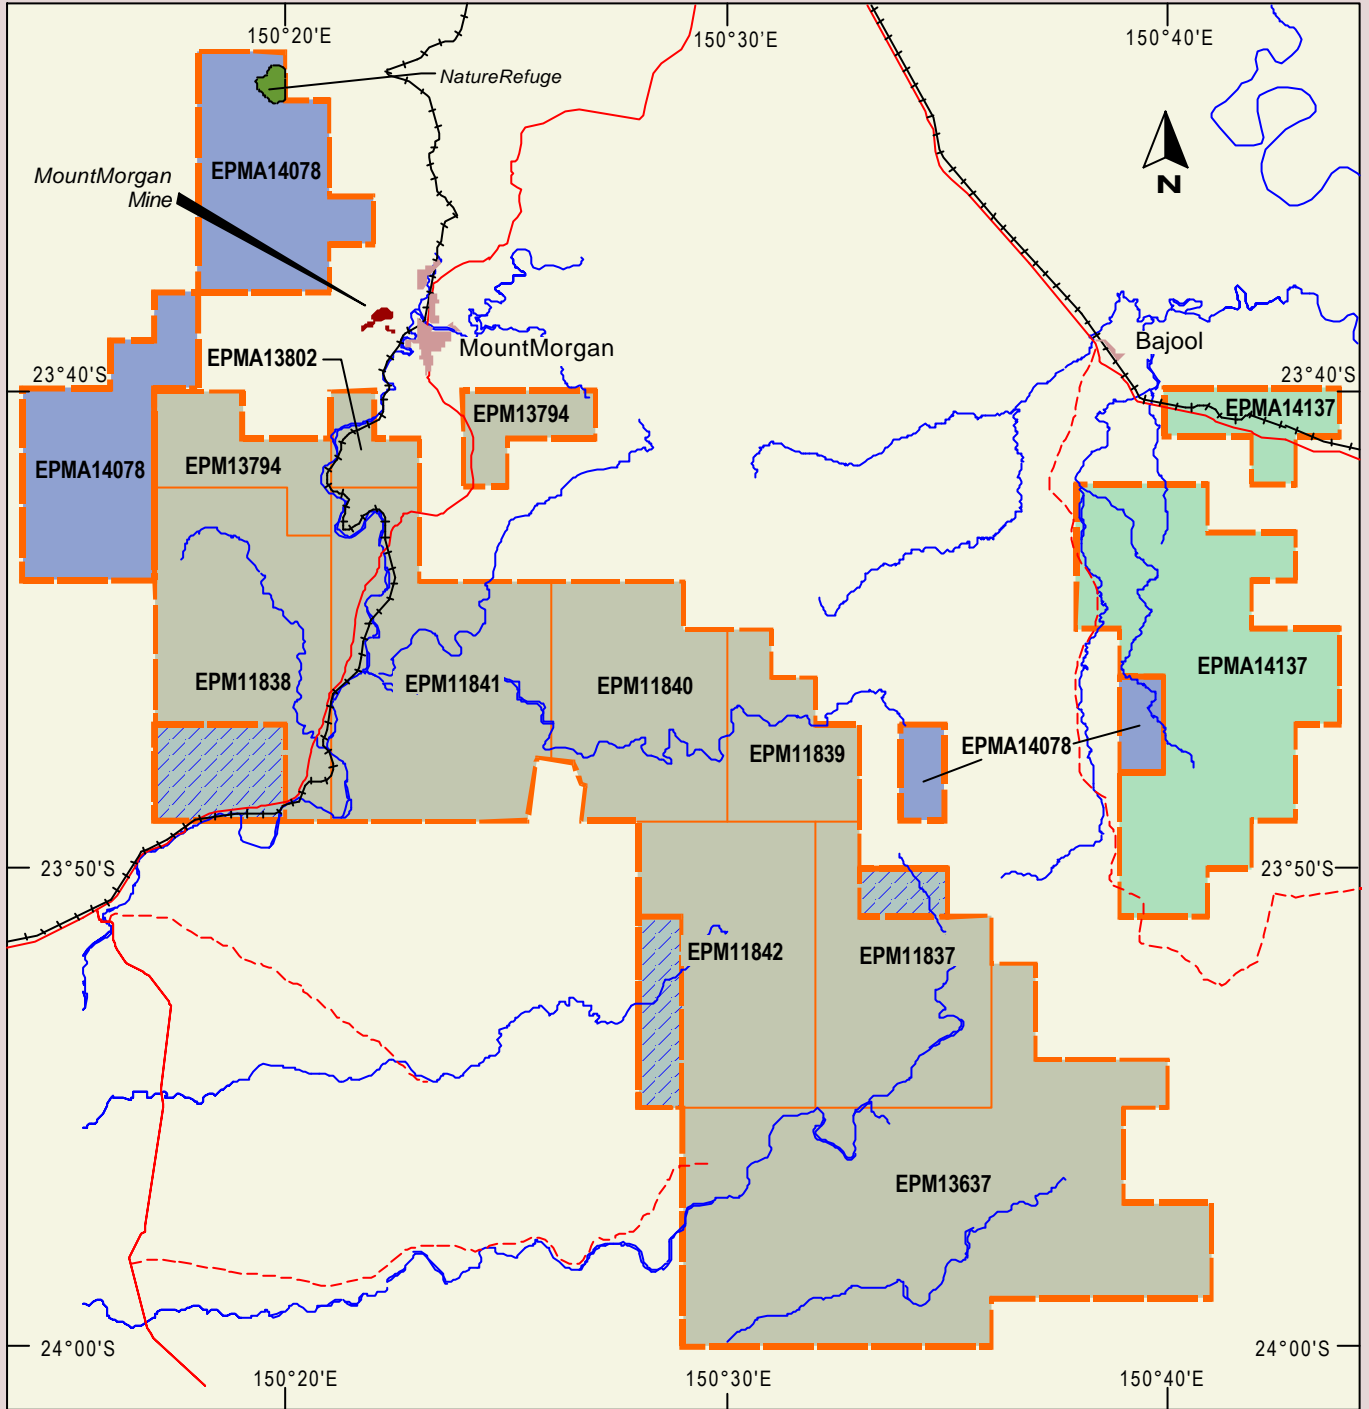 150°20'E
150°30'E
150°40'E
NatureRefuge
EPMA14078
MountMorgan
Mine
N
MountMorgan
Bajool
EPMA13802
23°40'S
23°40'S
EPM13794
EPMA14137
EPMA14078
EPM13794
EPM11838
EPM11841
EPM11840
EPMA14137
EPM11839
EPMA14078
23°50'S
23°50'S
EPM11842
EPM11837
EPM13637
24°00'S
24°00'S
150°20'E
150°30'E
150°40'E